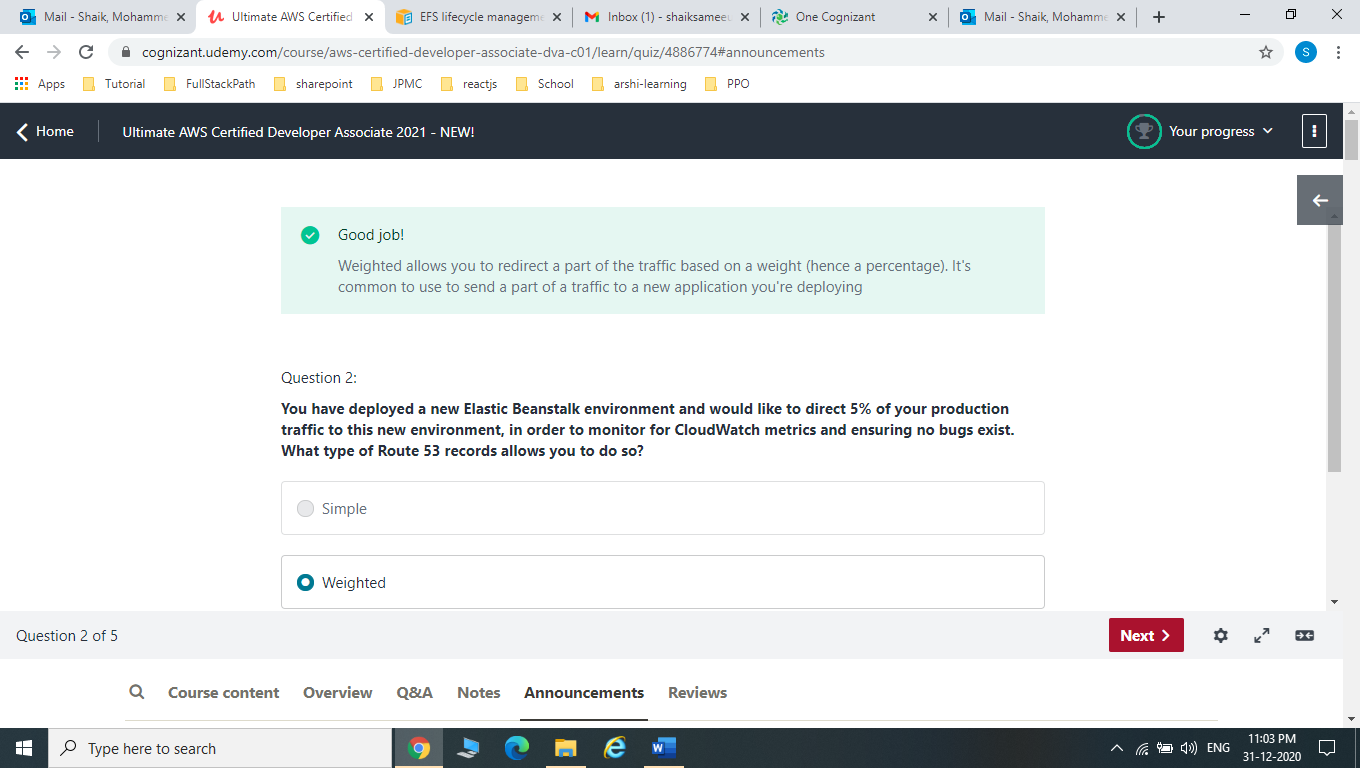 Mail - Shaik, Mohamme
Ultimate AWS Certified
EFS lifecycle manageme
Inbox (1) - shaiksamee
One Cognizant
Mail - Shaik, Mohamme
cognizant.udemy.com/course/aws-certified-developer-associate-dva-c01/learn/quiz/4886774#announcements
S
Apps
Tutorial
FullStackPath
sharepoint
JPMC
reactjs
School
arshi-learning
PPO
Home
Ultimate AWS Certified Developer Associate 2021 - NEW!
Your progress
Good job!
Weighted allows you to redirect a part of the traffic based on a weight (hence a percentage). It's
common to use to send a part of a traffic to a new application you're deploying
Question 2:
You have deployed a new Elastic Beanstalk environment and would like to direct 5% of your production
traffic to this new environment, in order to monitor for CloudWatch metrics and ensuring no bugs exist.
What type of Route 53 records allows you to do so?
Simple
Weighted
Question 2 of 5
Next
Course content
Overview
Q&A
Notes
Announcements
Reviews
Type here to search
ENG
11:03 PM
31-12-2020